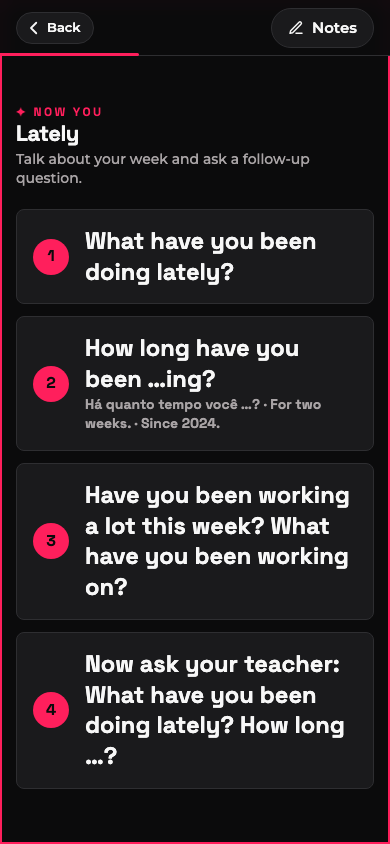 Back
Notes
✦ NOW YOU
Lately
Talk about your week and ask a follow-up
question.
1
What have you been
doing lately?
2
How long have you
been ...ing?
Há quanto tempo você ...? · For two
weeks. · Since 2024.
3
Have you been working
a lot this week? What
have you been working
on?
4
Now ask your teacher:
What have you been
doing lately? How long
...?